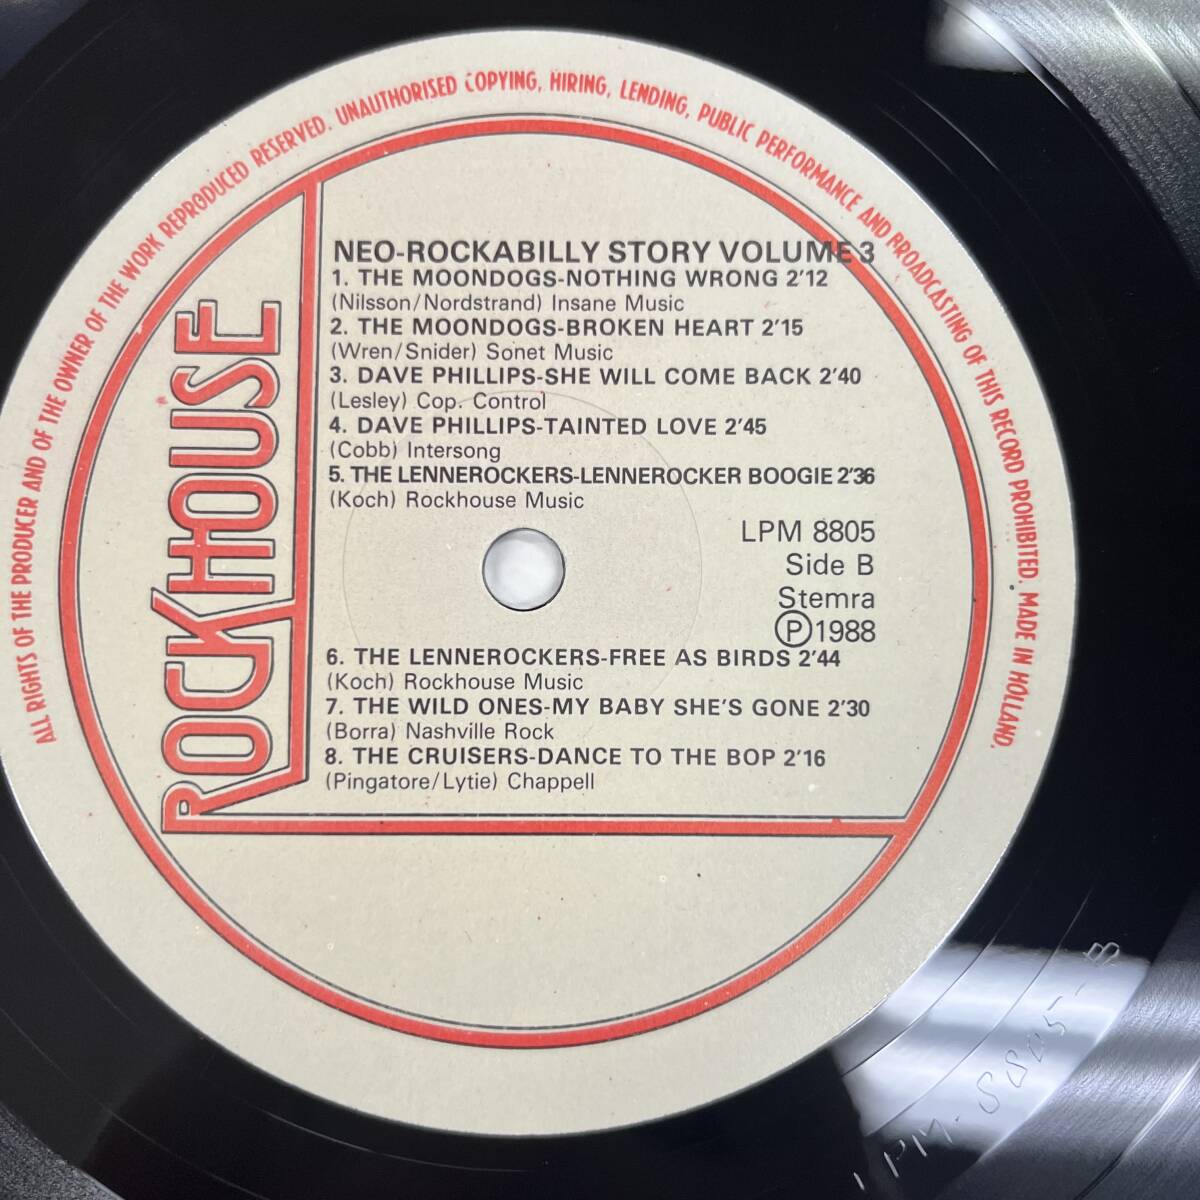 ALL RIGHTS OF THE PRODUCER AND OF THE OWNER OF THE WORK REPRODUCED RESERVED. UNAUTHORISED COPYING, HIRING, LENDING, PUBLIC PERFORMANCE AND BROADCASTING OF THIS RECORD PROHIBITED. MADE IN HOLLAND.
ROCKHOUSE
NEO-ROCKABILLY STORY VOLUME 3
1. THE MOONDOGS-NOTHING WRONG 2'12
(Nilsson/Nordstrand) Insane Music
2. THE MOONDOGS-BROKEN HEART 2'15
(Wren/Snider) Sonet Music
3. DAVE PHILLIPS-SHE WILL COME BACK 2'40
(Lesley) Cop. Control
4. DAVE PHILLIPS-TAINTED LOVE 2'45
(Cobb) Intersong
5. THE LENNEROCKERS-LENNEROCKER BOOGIE 2'36
(Koch) Rockhouse Music
LPM 8805
Side B
Stemra
Ⓟ1988
6. THE LENNEROCKERS-FREE AS BIRDS 2'44
(Koch) Rockhouse Music
7. THE WILD ONES-MY BABY SHE'S GONE 2'30
(Borra) Nashville Rock
8. THE CRUISERS-DANCE TO THE BOP 2'16
(Pingatore/Lytie) Chappell
LPM-8805-B